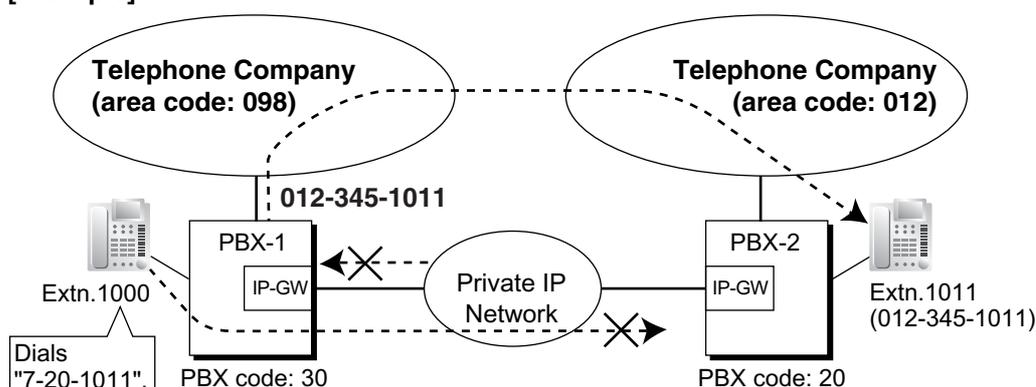 Telephone Company
(area code: 098)
Telephone Company
(area code: 012)
012-345-1011
PBX-1
IP-GW
Private IP
Network
PBX-2
IP-GW
Extn.1000
Extn.1011
(012-345-1011)
Dials
"7-20-1011".
PBX code: 30
PBX code: 20